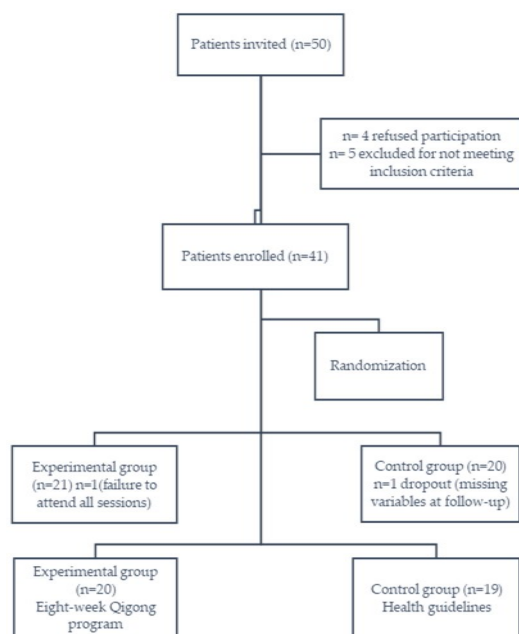 Patients invited (n=50)
n= 4 refused participation
n= 5 excluded for not meeting
inclusion criteria
Patients enrolled (n=41)
Randomization
Experimental group
(n=21) n=1(failure to
attend all sessions)
Control group (n=20)
n=1 dropout (missing
variables at follow-up)
Experimental group
(n=20)
Eight-week Qigong
program
Control group (n=19)
Health guidelines